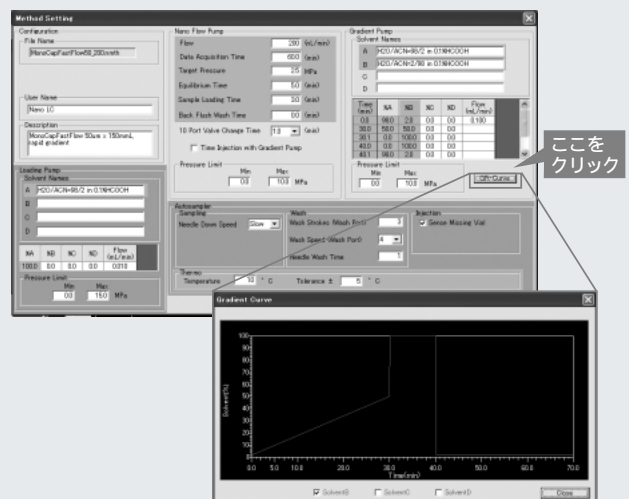 Method Setting
Configuration
File Name
MonoCapFastFlow50_200nmth
User Name
Nano LC
Description
MonoCapFastFlow 50um x 150mmL,
rapid gradient
Loading Pump
Solvent Names
A H2O/ACN=98/2 in 0.1%HCOOH
B
C
D
%A %B %C %D Flow (mL/min)
100.0 0.0 0.0 0.0 0.010
Pressure Limit
Min Max
0.0 15.0 MPa
Nano Flow Pump
Flow 200 (nL/min)
Data Acquisition Time 60.0 (min)
Target Pressure 2.5 MPa
Equilibrium Time 5.0 (min)
Sample Loading Time 3.0 (min)
Back Flush Wash Time 0.0 (min)
10 Port Valve Change Time 1.0 (min)
Time Injection with Gradient Pump
Pressure Limit
Min Max
0.0 10.0 MPa
Gradient Pump
Solvent Names
A H2O/ACN=98/2 in 0.1%HCOOH
B H2O/ACN=2/98 in 0.1%HCOOH
C
D
Time (min) %A %B %C %D Flow (mL/min)
0.0 98.0 2.0 0.0 0.0 0.100
30.0 50.0 50.0 0.0 0.0
30.1 0.0 100.0 0.0 0.0
40.0 0.0 100.0 0.0 0.0
40.1 98.0 2.0 0.0 0.0
Pressure Limit
Min Max
0.0 10.0 MPa
GR-Curve
ここを
クリック
Autosampler
Sampling
Needle Down Speed Slow
Wash
Wash Strokes (Wash Port) 3
Wash Speed (Wash Port) 4
Needle Wash Time 1
Injection
Sense Missing Vial
Thermo
Temperature 10 °C Tolerance ± 5 °C
Gradient Curve
Solvent[%]
100
90
80
70
60
50
40
30
20
10
0
0.0 5.0 10.0 20.0 30.0 40.0 50.0 60.0 70.0
Time(min)
SolventB SolventC SolventD
Close